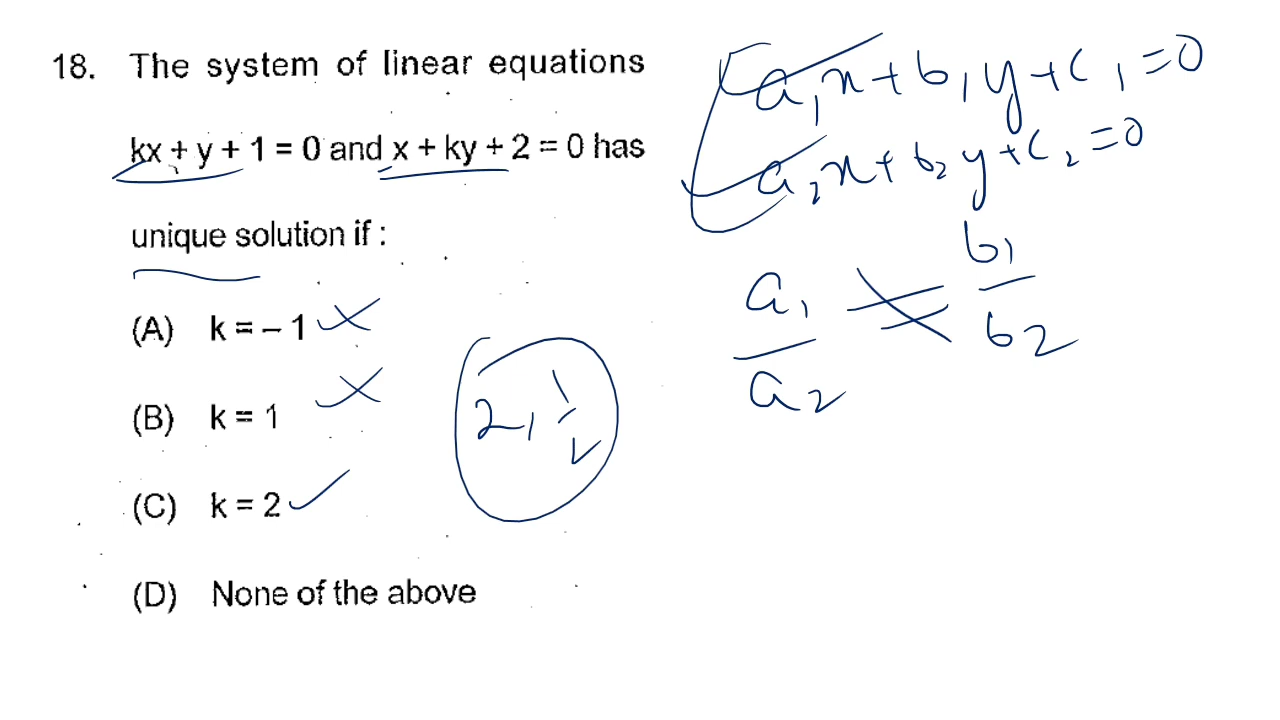 18. The system of linear equations
kx + y + 1 = 0 and x + ky + 2 = 0 has
unique solution if :
(A) k = – 1
(B) k = 1
(C) k = 2
(D) None of the above
a₁x + b₁y + c₁ = 0
a₂x + b₂y + c₂ = 0
a₁/a₂ ≠ b₁/b₂
2, 1/2